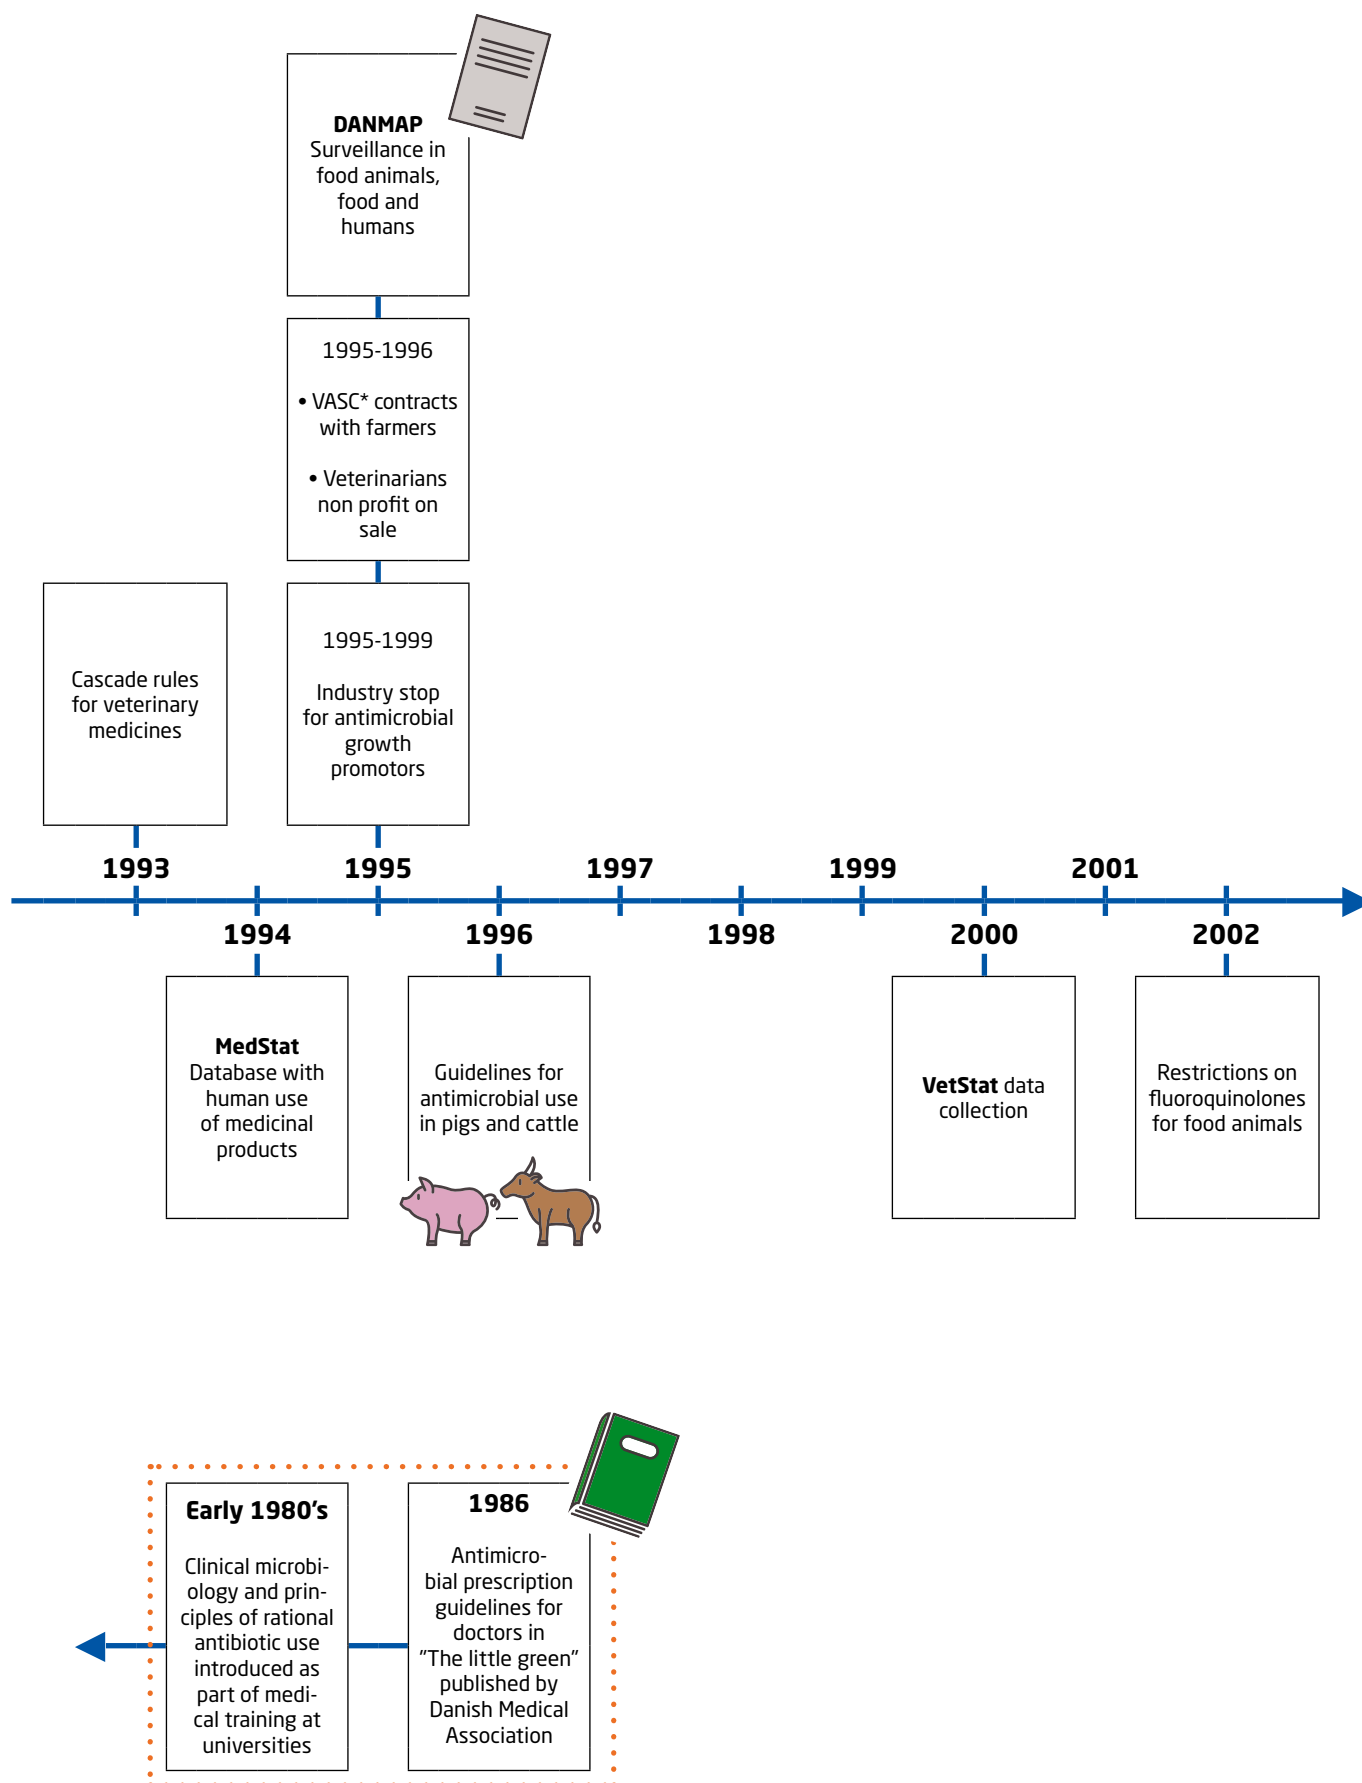 DANMAP
Surveillance in
food animals,
food and
humans
1995-1996
• VASC* contracts
with farmers
• Veterinarians
non profit on
sale
Cascade rules
for veterinary
medicines
1995-1999
Industry stop
for antimicrobial
growth
promotors
1993
1995
1997
1999
2001
1994
1996
1998
2000
2002
MedStat
Database with
human use
of medicinal
products
Guidelines for
antimicrobial use
in pigs and cattle
VetStat data
collection
Restrictions on
fluoroquinolones
for food animals
Early 1980's
Clinical microbi-
ology and prin-
ciples of rational
antibiotic use
introduced as
part of medi-
cal training at
universities
1986
Antimicro-
bial prescription
guidelines for
doctors in
"The little green"
published by
Danish Medical
Association